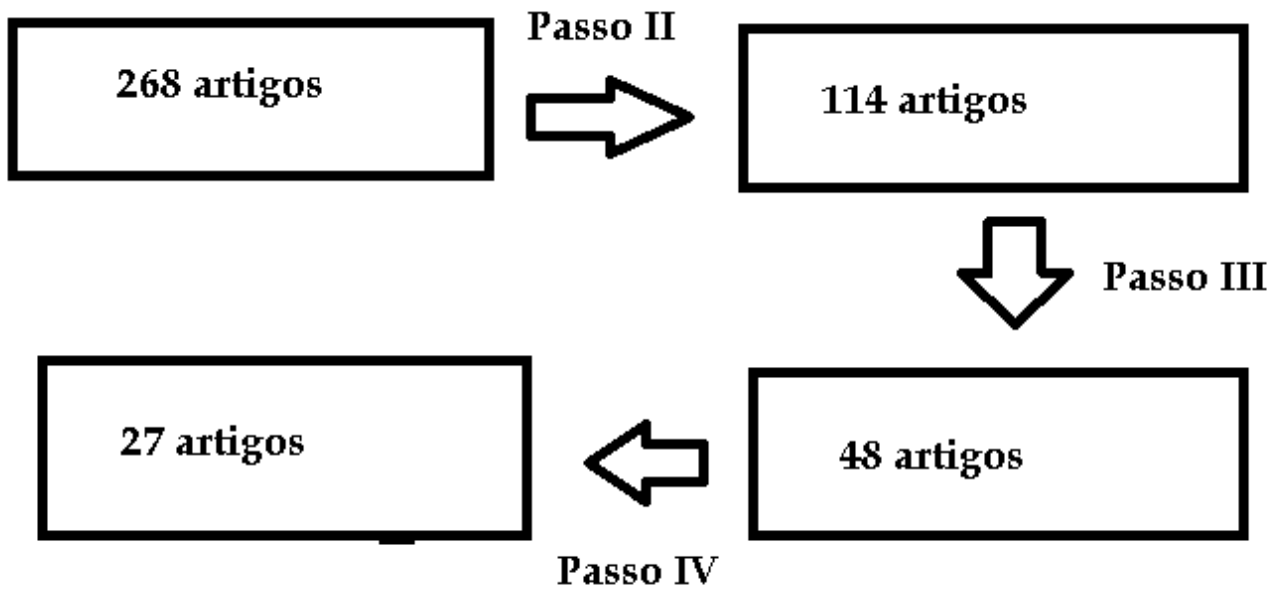 268 artigos
Passo II
114 artigos
Passo III
48 artigos
Passo IV
27 artigos